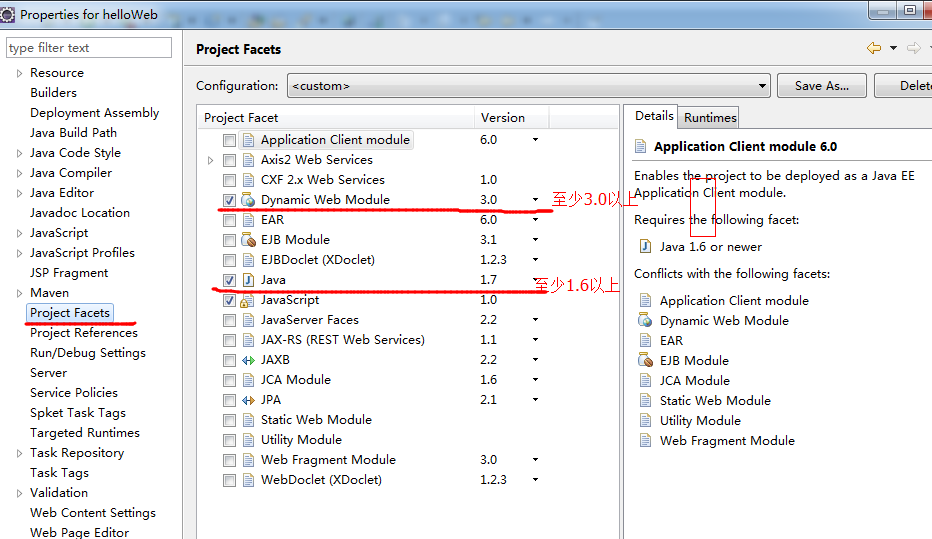 Properties for helloWeb
type filter text
Resource
Builders
Deployment Assembly
Java Build Path
Java Code Style
Java Compiler
Java Editor
Javadoc Location
JavaScript
JavaScript Profiles
JSP Fragment
Maven
Project Facets
Project References
Run/Debug Settings
Server
Service Policies
Spket Task Tags
Targeted Runtimes
Task Repository
Task Tags
Validation
Web Content Settings
Web Page Editor
Project Facets
Configuration: <custom> Save As... Delet
Project Facet Version
Application Client module 6.0
Axis2 Web Services
CXF 2.x Web Services 1.0
Dynamic Web Module 3.0 至少3.0以上
EAR 6.0
EJB Module 3.1
EJBDoclet (XDoclet) 1.2.3
Java 1.7 至少1.6以上
JavaScript 1.0
JavaServer Faces 2.2
JAX-RS (REST Web Services) 1.1
JAXB 2.2
JCA Module 1.6
JPA 2.1
Static Web Module
Utility Module
Web Fragment Module 3.0
WebDoclet (XDoclet) 1.2.3
Details Runtimes
Application Client module 6.0
Enables the project to be deployed as a Java EE
Application Client module.
Requires the following facet:
Java 1.6 or newer
Conflicts with the following facets:
Application Client module
Dynamic Web Module
EAR
EJB Module
JCA Module
Static Web Module
Utility Module
Web Fragment Module